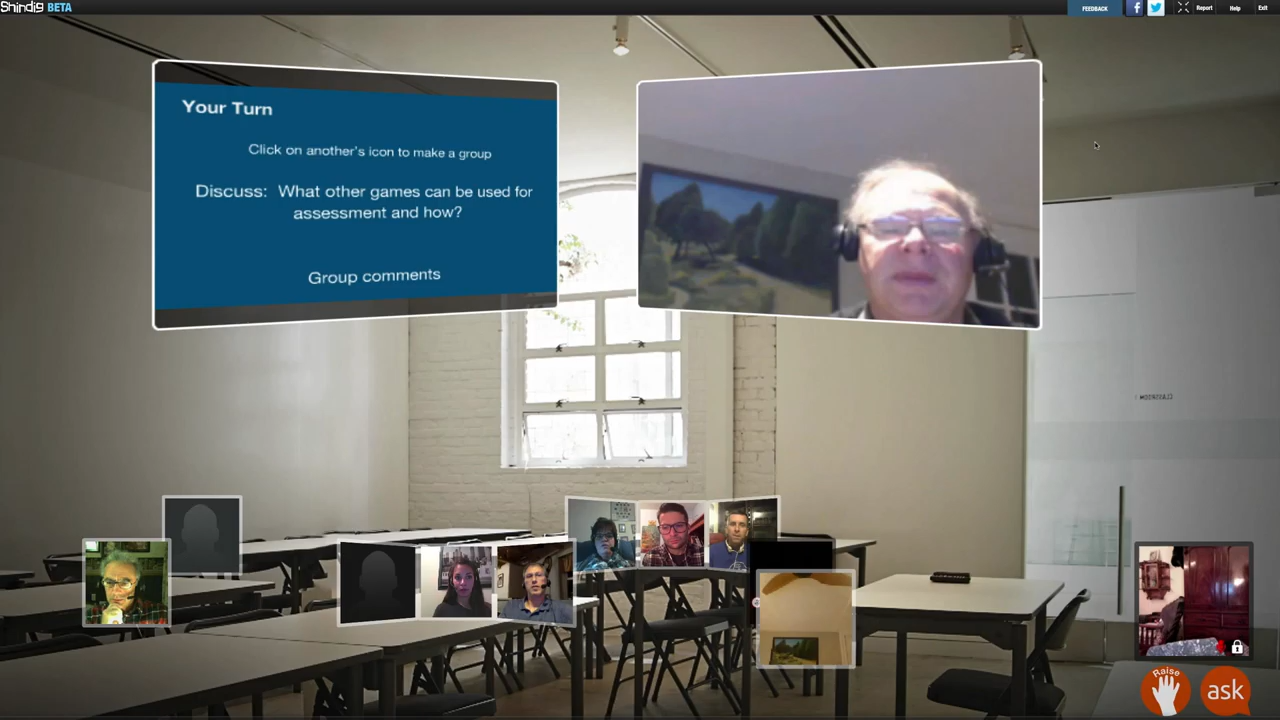 Shindig BETA
FEEDBACK
Report
Help
Exit
Your Turn
Click on another's icon to make a group
Discuss: What other games can be used for
assessment and how?
Group comments
Raise
ask